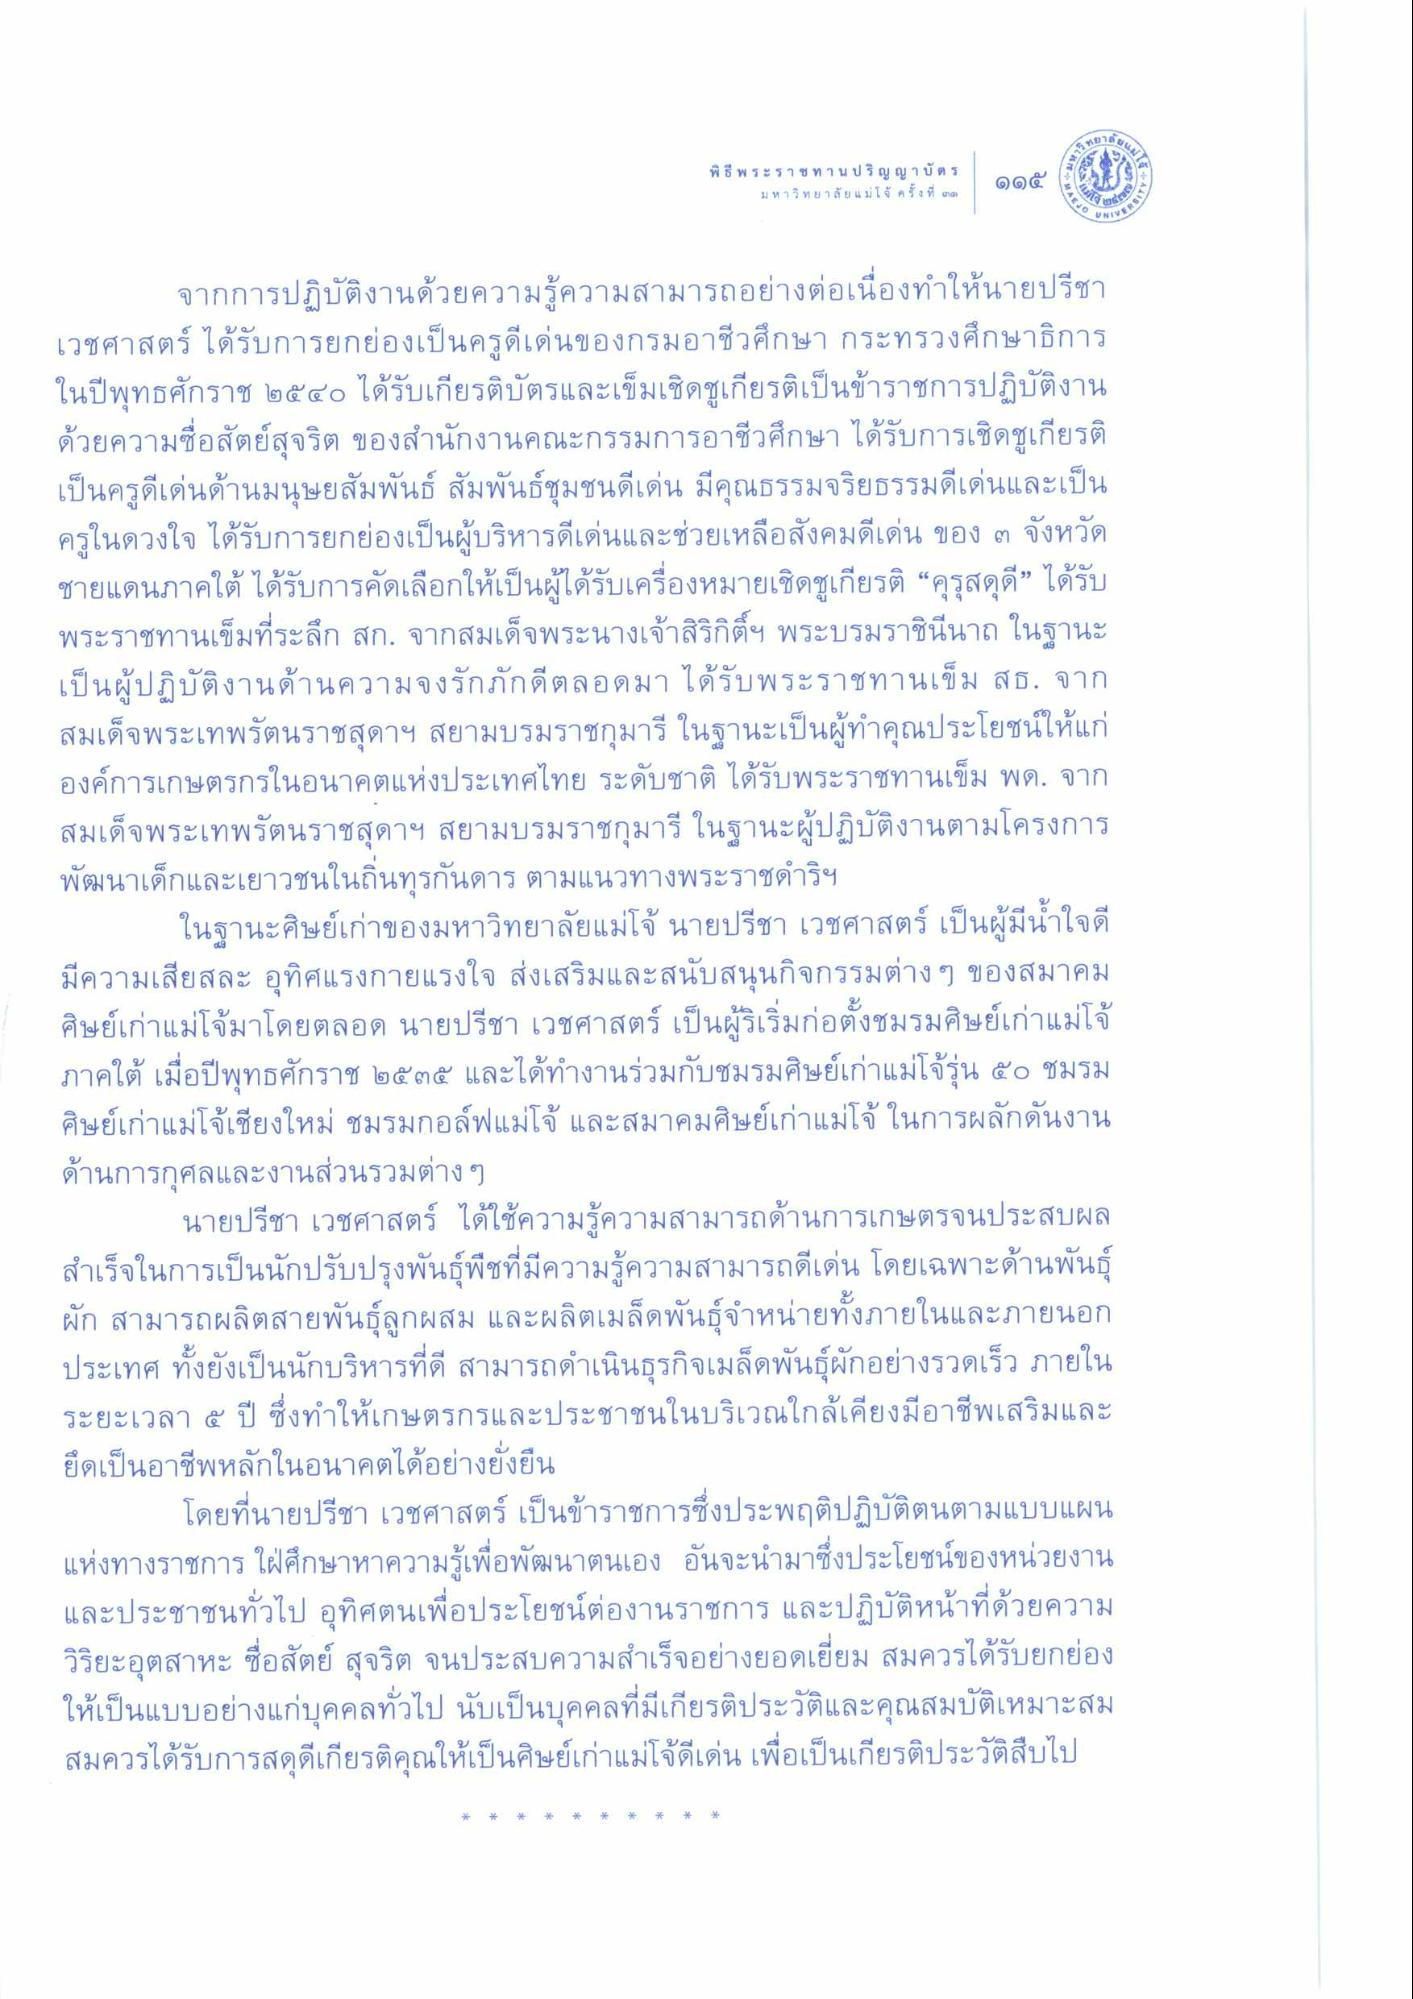 พิธีพระราชทานปริญญาบัตร
มหาวิทยาลัยแม่โจ้ ครั้งที่ ๓๑
๑๑๕
มหาวิทยาลัยแม่โจ้
แม่โจ้ ๒๔๗๗
MAEJO UNIVERSITY
จากการปฏิบัติงานด้วยความรู้ความสามารถอย่างต่อเนื่องทำให้นายปรีชา
เวชศาสตร์ ได้รับการยกย่องเป็นครูดีเด่นของกรมอาชีวศึกษา กระทรวงศึกษาธิการ
ในปีพุทธศักราช ๒๕๔๐ ได้รับเกียรติบัตรและเข็มเชิดชูเกียรติเป็นข้าราชการปฏิบัติงาน
ด้วยความซื่อสัตย์สุจริต ของสำนักงานคณะกรรมการอาชีวศึกษา ได้รับการเชิดชูเกียรติ
เป็นครูดีเด่นด้านมนุษยสัมพันธ์ สัมพันธ์ชุมชนดีเด่น มีคุณธรรมจริยธรรมดีเด่นและเป็น
ครูในดวงใจ ได้รับการยกย่องเป็นผู้บริหารดีเด่นและช่วยเหลือสังคมดีเด่น ของ ๓ จังหวัด
ชายแดนภาคใต้ ได้รับการคัดเลือกให้เป็นผู้ได้รับเครื่องหมายเชิดชูเกียรติ “คุรุสดุดี” ได้รับ
พระราชทานเข็มที่ระลึก สก. จากสมเด็จพระนางเจ้าสิริกิติ์ฯ พระบรมราชินีนาถ ในฐานะ
เป็นผู้ปฏิบัติงานด้านความจงรักภักดีตลอดมา ได้รับพระราชทานเข็ม สธ. จาก
สมเด็จพระเทพรัตนราชสุดาฯ สยามบรมราชกุมารี ในฐานะเป็นผู้ทำคุณประโยชน์ให้แก่
องค์การเกษตรกรในอนาคตแห่งประเทศไทย ระดับชาติ ได้รับพระราชทานเข็ม พด. จาก
สมเด็จพระเทพรัตนราชสุดาฯ สยามบรมราชกุมารี ในฐานะผู้ปฏิบัติงานตามโครงการ
พัฒนาเด็กและเยาวชนในถิ่นทุรกันดาร ตามแนวทางพระราชดำริฯ
ในฐานะศิษย์เก่าของมหาวิทยาลัยแม่โจ้ นายปรีชา เวชศาสตร์ เป็นผู้มีน้ำใจดี
มีความเสียสละ อุทิศแรงกายแรงใจ ส่งเสริมและสนับสนุนกิจกรรมต่างๆ ของสมาคม
ศิษย์เก่าแม่โจ้มาโดยตลอด นายปรีชา เวชศาสตร์ เป็นผู้ริเริ่มก่อตั้งชมรมศิษย์เก่าแม่โจ้
ภาคใต้ เมื่อปีพุทธศักราช ๒๕๓๕ และได้ทำงานร่วมกับชมรมศิษย์เก่าแม่โจ้รุ่น ๕๐ ชมรม
ศิษย์เก่าแม่โจ้เชียงใหม่ ชมรมกอล์ฟแม่โจ้ และสมาคมศิษย์เก่าแม่โจ้ ในการผลักดันงาน
ด้านการกุศลและงานส่วนรวมต่างๆ
นายปรีชา เวชศาสตร์ ได้ใช้ความรู้ความสามารถด้านการเกษตรจนประสบผล
สำเร็จในการเป็นนักปรับปรุงพันธุ์พืชที่มีความรู้ความสามารถดีเด่น โดยเฉพาะด้านพันธุ์
ผัก สามารถผลิตสายพันธุ์ลูกผสม และผลิตเมล็ดพันธุ์จำหน่ายทั้งภายในและภายนอก
ประเทศ ทั้งยังเป็นนักบริหารที่ดี สามารถดำเนินธุรกิจเมล็ดพันธุ์ผักอย่างรวดเร็ว ภายใน
ระยะเวลา ๕ ปี ซึ่งทำให้เกษตรกรและประชาชนในบริเวณใกล้เคียงมีอาชีพเสริมและ
ยึดเป็นอาชีพหลักในอนาคตได้อย่างยั่งยืน
โดยที่นายปรีชา เวชศาสตร์ เป็นข้าราชการซึ่งประพฤติปฏิบัติตนตามแบบแผน
แห่งทางราชการ ใฝ่ศึกษาหาความรู้เพื่อพัฒนาตนเอง อันจะนำมาซึ่งประโยชน์ของหน่วยงาน
และประชาชนทั่วไป อุทิศตนเพื่อประโยชน์ต่องานราชการ และปฏิบัติหน้าที่ด้วยความ
วิริยะอุตสาหะ ซื่อสัตย์ สุจริต จนประสบความสำเร็จอย่างยอดเยี่ยม สมควรได้รับยกย่อง
ให้เป็นแบบอย่างแก่บุคคลทั่วไป นับเป็นบุคคลที่มีเกียรติประวัติและคุณสมบัติเหมาะสม
สมควรได้รับการสดุดีเกียรติคุณให้เป็นศิษย์เก่าแม่โจ้ดีเด่น เพื่อเป็นเกียรติประวัติสืบไป
* * * * * * * * * *